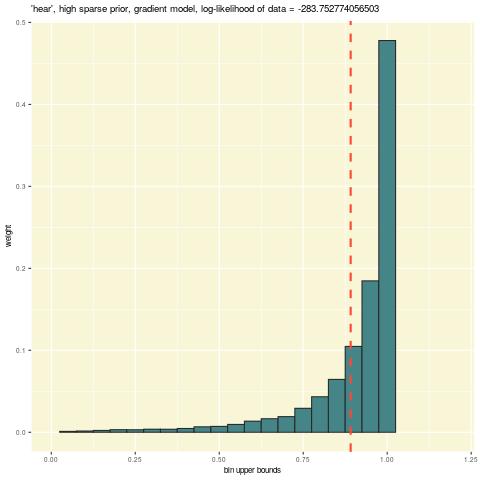 'hear', high sparse prior, gradient model, log-likelihood of data = -283.752774056503
0.5
0.4
0.3
0.2
0.1
0.0
weight
0.00 0.25 0.50 0.75 1.00 1.25
bin upper bounds